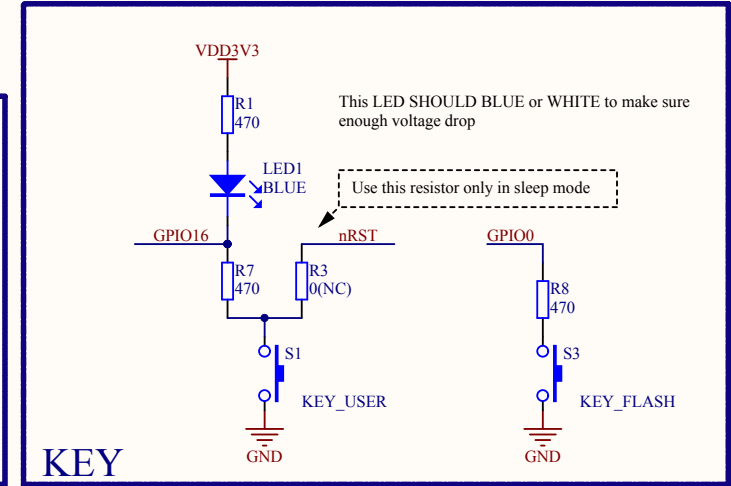 VDD3V3
R1
470
This LED SHOULD BLUE or WHITE to make sure
enough voltage drop
LED1
BLUE
Use this resistor only in sleep mode
GPIO16
nRST
GPIO0
R7
470
R3
0(NC)
R8
470
S1
S3
KEY_USER
KEY_FLASH
GND
GND
KEY